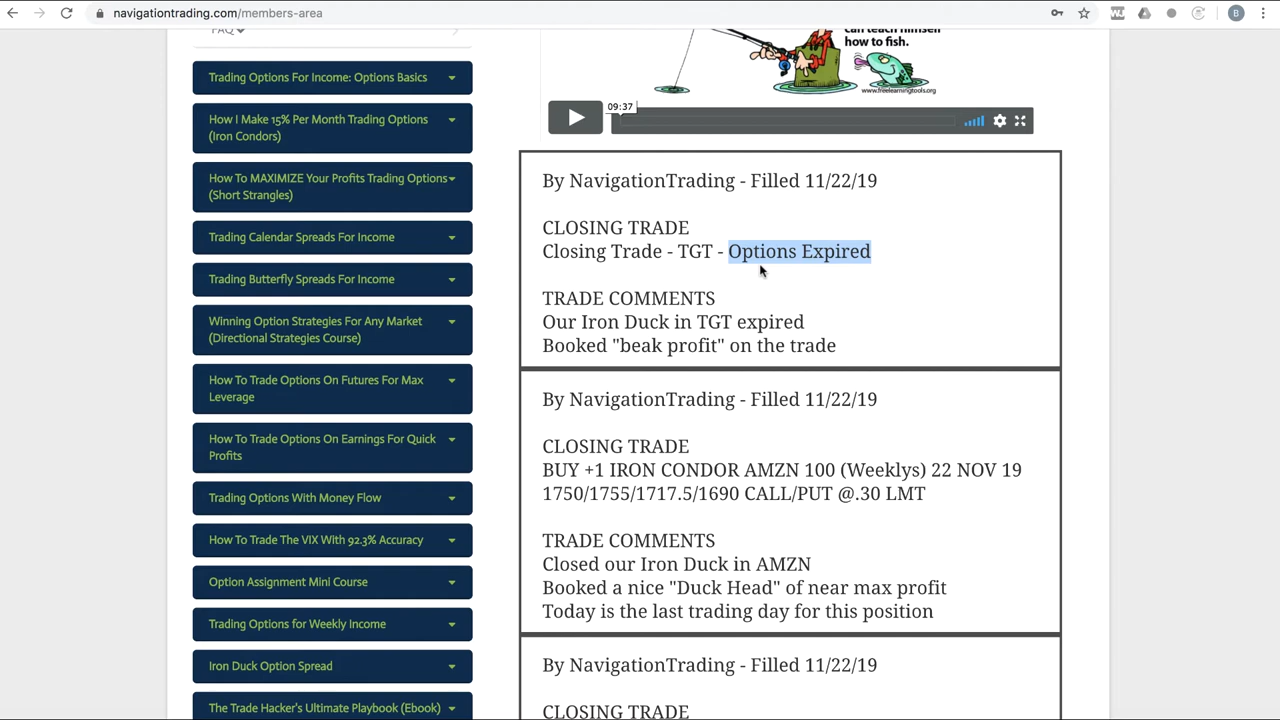 navigationtrading.com/members-area
B
FAQ
Trading Options For Income: Options Basics
How I Make 15% Per Month Trading Options
(Iron Condors)
How To MAXIMIZE Your Profits Trading Options
(Short Strangles)
Trading Calendar Spreads For Income
Trading Butterfly Spreads For Income
Winning Option Strategies For Any Market
(Directional Strategies Course)
How To Trade Options On Futures For Max
Leverage
How To Trade Options On Earnings For Quick
Profits
Trading Options With Money Flow
How To Trade The VIX With 92.3% Accuracy
Option Assignment Mini Course
Trading Options for Weekly Income
Iron Duck Option Spread
The Trade Hacker's Ultimate Playbook (Ebook)
can teach himself
how to fish.
www.freelearningtools.org
09:37
By NavigationTrading - Filled 11/22/19
CLOSING TRADE
Closing Trade - TGT - Options Expired
TRADE COMMENTS
Our Iron Duck in TGT expired
Booked "beak profit" on the trade
By NavigationTrading - Filled 11/22/19
CLOSING TRADE
BUY +1 IRON CONDOR AMZN 100 (Weeklys) 22 NOV 19
1750/1755/1717.5/1690 CALL/PUT @.30 LMT
TRADE COMMENTS
Closed our Iron Duck in AMZN
Booked a nice "Duck Head" of near max profit
Today is the last trading day for this position
By NavigationTrading - Filled 11/22/19
CLOSING TRADE